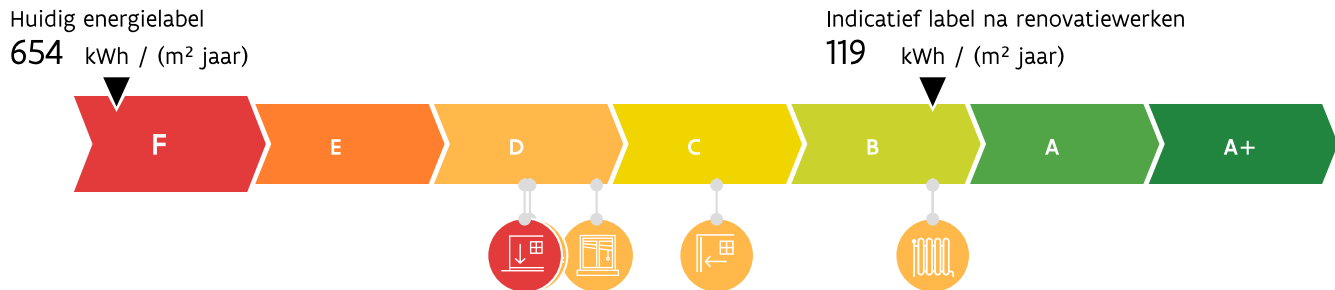 Huidig energielabel
654 kWh / (m² jaar)
Indicatief label na renovatiewerken
119 kWh / (m² jaar)
F E D C B A A+